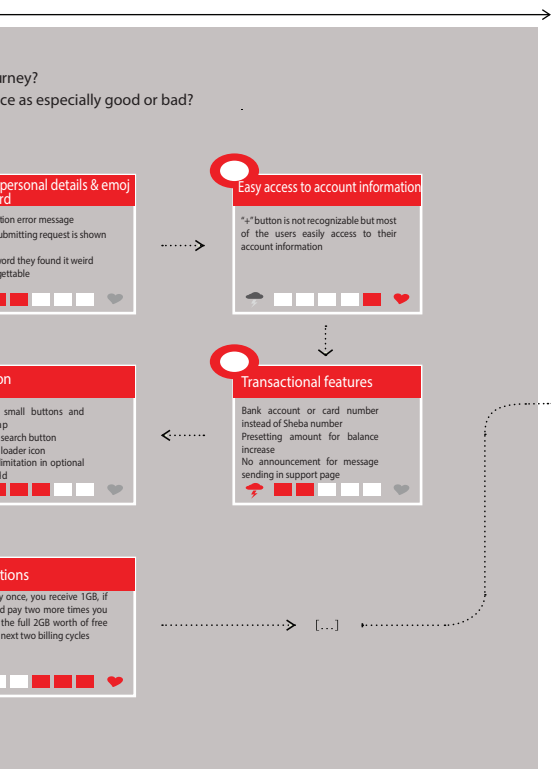 urney?
ce as especially good or bad?
personal details & emoj
rd
tion error message
ubmitting request is shown
word they found it weird
gettable
Easy access to account information
"+"button is not recognizable but most
of the users easily access to their
account information
on
small buttons and
ap
search button
loader icon
limitation in optional
ld
Transactional features
Bank account or card number
instead of Sheba number
Presetting amount for balance
increase
No announcement for message
sending in support page
tions
y once, you receive 1GB, if
d pay two more times you
the full 2GB worth of free
next two billing cycles
[...]